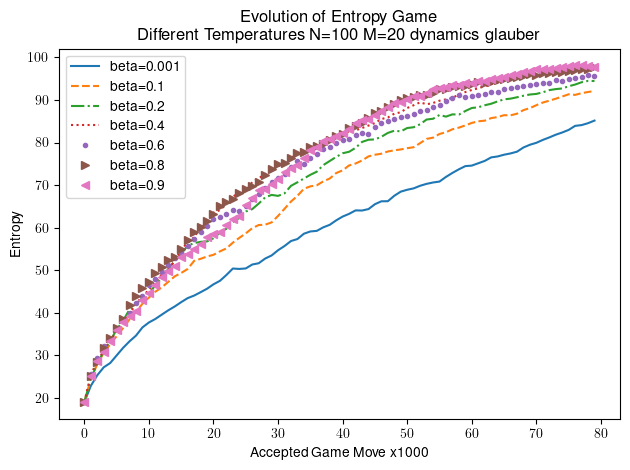 Evolution of Entropy Game
Different Temperatures N=100 M=20 dynamics glauber
100
90
80
70
60
50
40
30
20
Entropy
beta=0.001
beta=0.1
beta=0.2
beta=0.4
beta=0.6
beta=0.8
beta=0.9
0 10 20 30 40 50 60 70 80
Accepted Game Move x1000